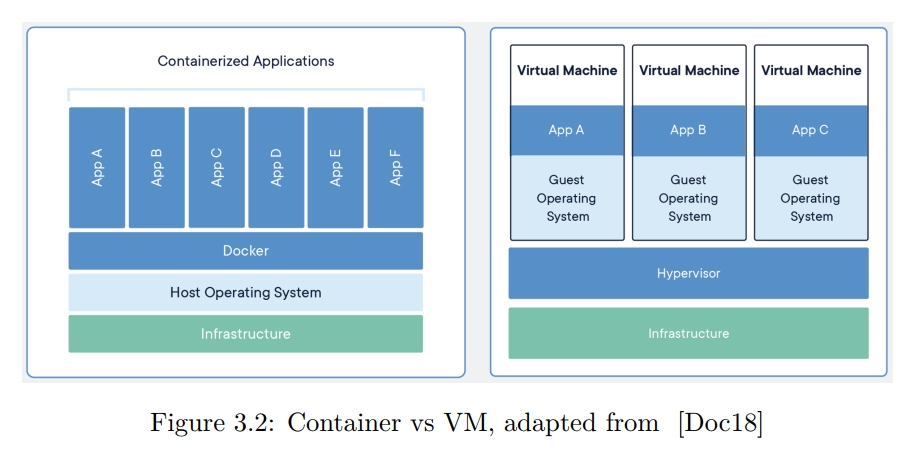 Containerized Applications
App A
App B
App C
App D
App E
App F
Docker
Host Operating System
Infrastructure
Virtual Machine
App A
Guest
Operating
System
Virtual Machine
App B
Guest
Operating
System
Virtual Machine
App C
Guest
Operating
System
Hypervisor
Infrastructure
Figure 3.2: Container vs VM, adapted from [Doc18]